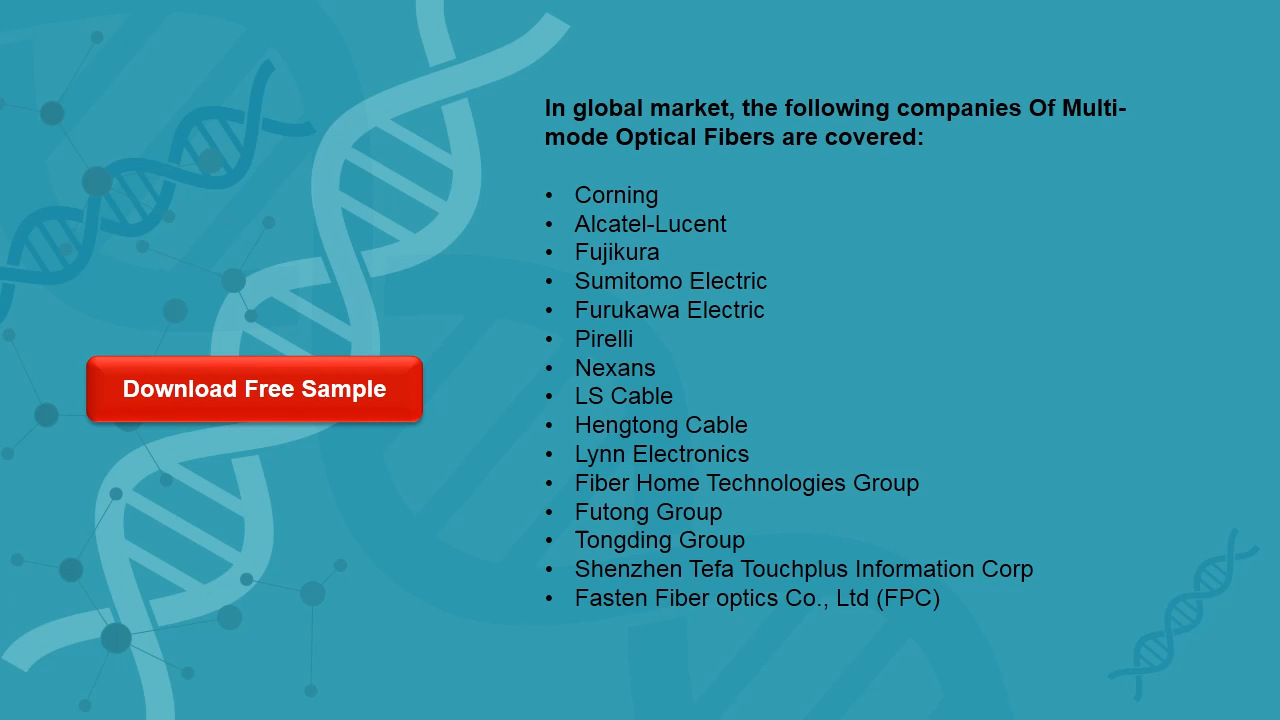 In global market, the following companies Of Multi-
mode Optical Fibers are covered:
• Corning
• Alcatel-Lucent
• Fujikura
• Sumitomo Electric
• Furukawa Electric
• Pirelli
• Nexans
• LS Cable
• Hengtong Cable
• Lynn Electronics
• Fiber Home Technologies Group
• Futong Group
• Tongding Group
• Shenzhen Tefa Touchplus Information Corp
• Fasten Fiber optics Co., Ltd (FPC)
Download Free Sample